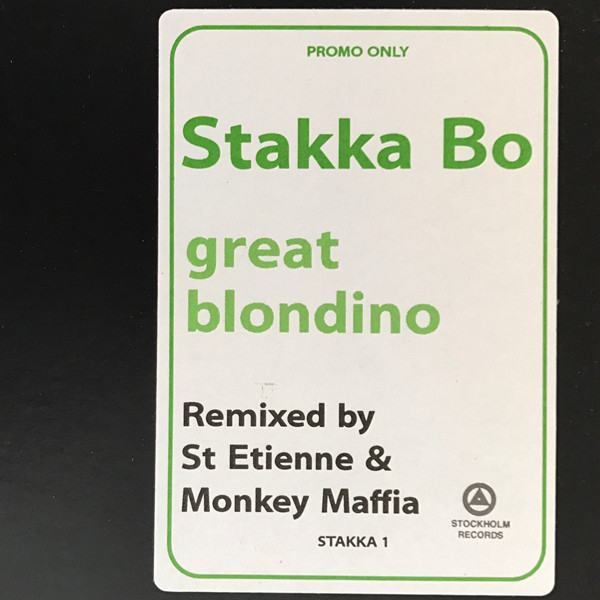 PROMO ONLY
Stakka Bo
great
blondino
Remixed by
St Etienne &
Monkey Maffia
STOCKHOLM
RECORDS
STAKKA 1